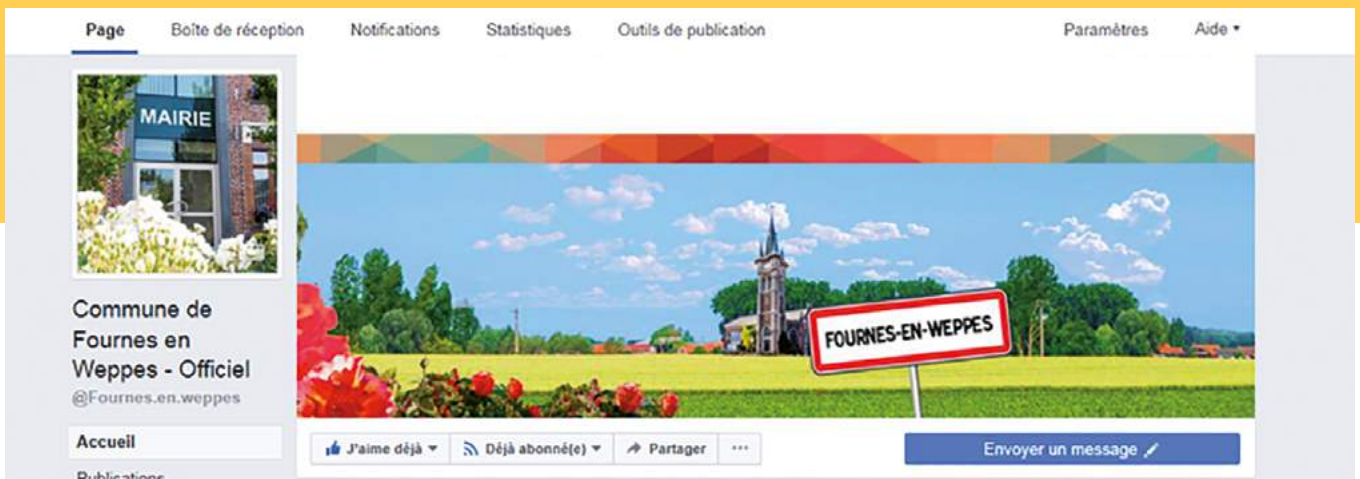 Page Boîte de réception Notifications Statistiques Outils de publication Paramètres Aide
MAIRIE
FOURNES-EN-WEPPES
Commune de
Fournes en
Weppes - Officiel
@Fournes.en.weppes
Accueil
J'aime déjà Déjà abonné(e) Partager ... Envoyer un message
Publications